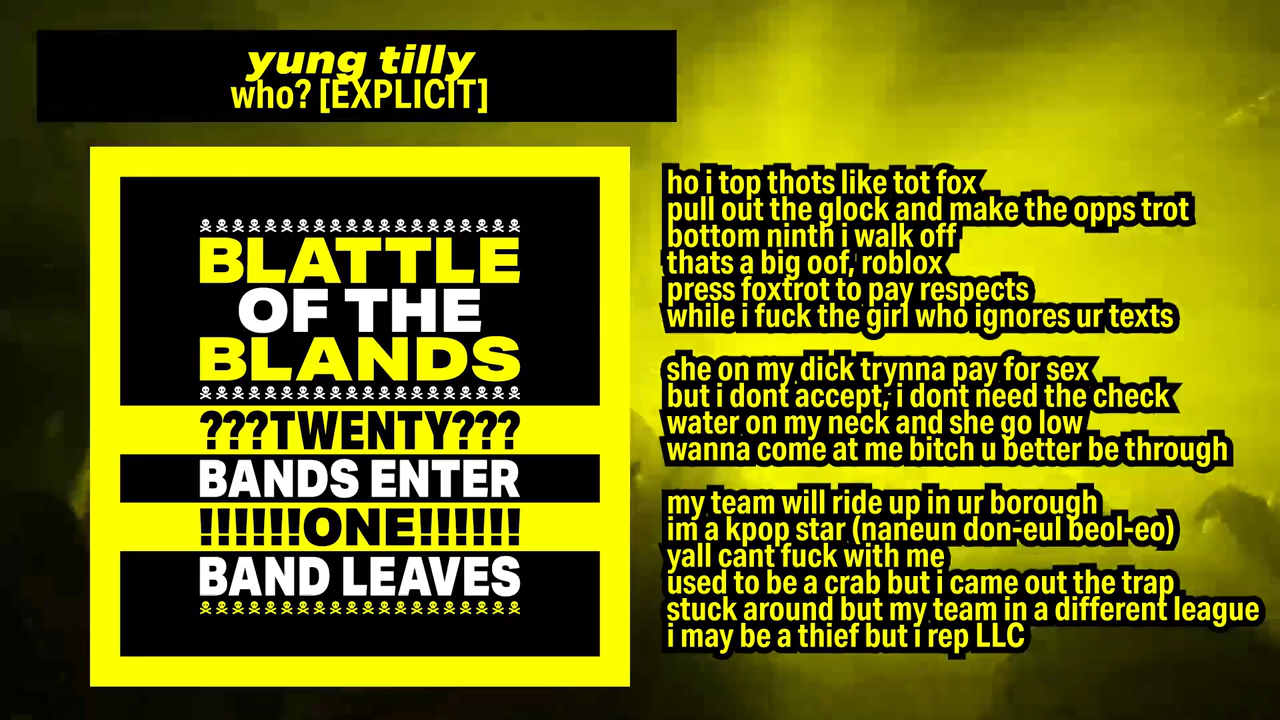 yung tilly
who? [EXPLICIT]
BLATTLE
OF THE
BLANDS
???TWENTY???
BANDS ENTER
!!!!!!ONE!!!!!!
BAND LEAVES
ho i top thots like tot fox
pull out the glock and make the opps trot
bottom ninth i walk off
thats a big oof, roblox
press foxtrot to pay respects
while i fuck the girl who ignores ur texts
she on my dick trynna pay for sex
but i dont accept, i dont need the check
water on my neck and she go low
wanna come at me bitch u better be through
my team will ride up in ur borough
im a kpop star (naneun don-eul beol-eo)
yall cant fuck with me
used to be a crab but i came out the trap
stuck around but my team in a different league
i may be a thief but i rep LLC